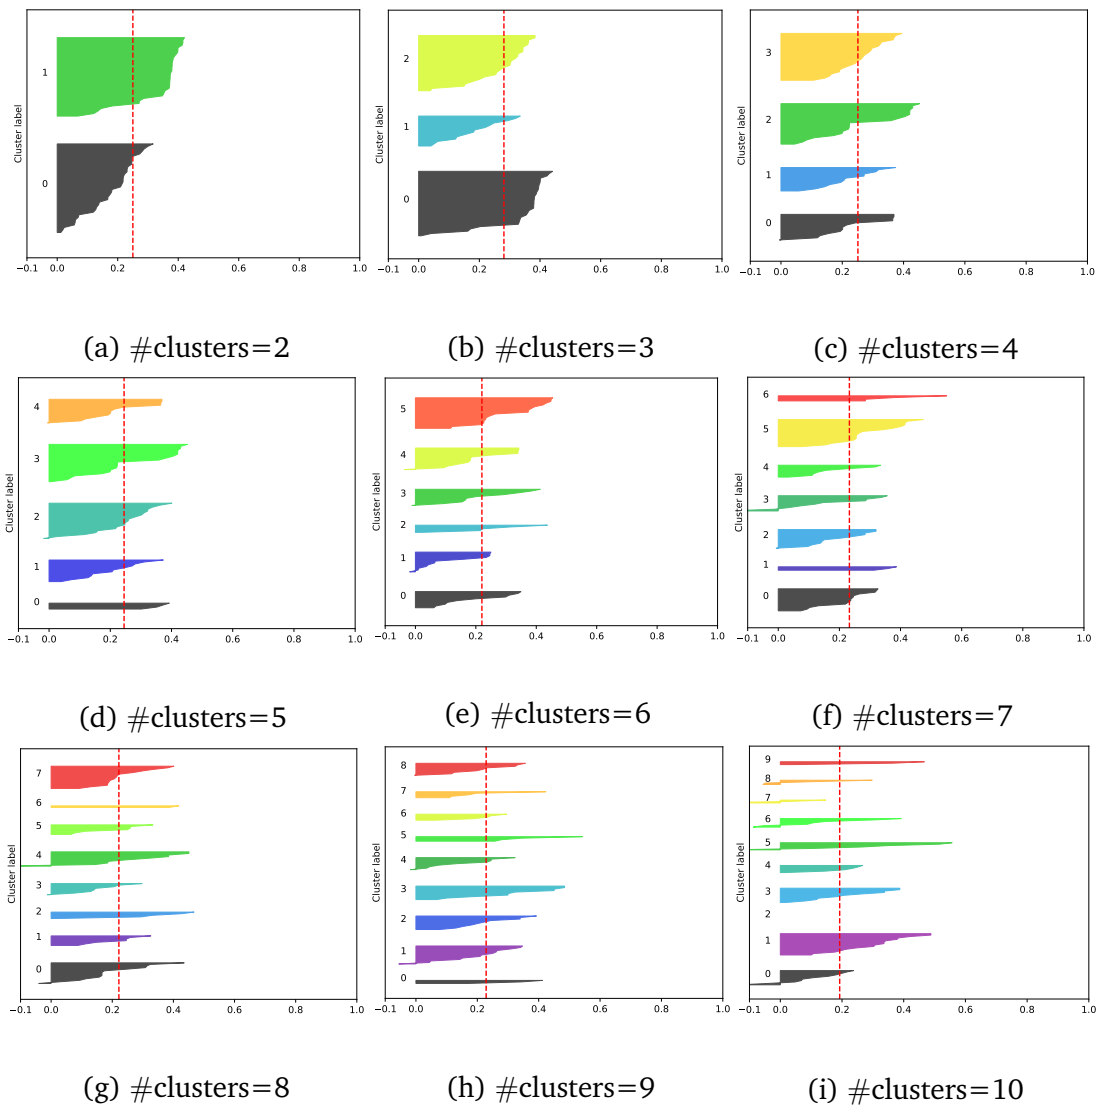 Cluster label
1
0
−0.1 0.0 0.2 0.4 0.6 0.8 1.0
(a) #clusters=2
Cluster label
2
1
0
−0.1 0.0 0.2 0.4 0.6 0.8 1.0
(b) #clusters=3
Cluster label
3
2
1
0
−0.1 0.0 0.2 0.4 0.6 0.8 1.0
(c) #clusters=4
Cluster label
4
3
2
1
0
−0.1 0.0 0.2 0.4 0.6 0.8 1.0
(d) #clusters=5
Cluster label
5
4
3
2
1
0
−0.1 0.0 0.2 0.4 0.6 0.8 1.0
(e) #clusters=6
Cluster label
6
5
4
3
2
1
0
−0.1 0.0 0.2 0.4 0.6 0.8 1.0
(f) #clusters=7
Cluster label
7
6
5
4
3
2
1
0
−0.1 0.0 0.2 0.4 0.6 0.8 1.0
(g) #clusters=8
Cluster label
8
7
6
5
4
3
2
1
0
−0.1 0.0 0.2 0.4 0.6 0.8 1.0
(h) #clusters=9
Cluster label
9
8
7
6
5
4
3
2
1
0
−0.1 0.0 0.2 0.4 0.6 0.8 1.0
(i) #clusters=10